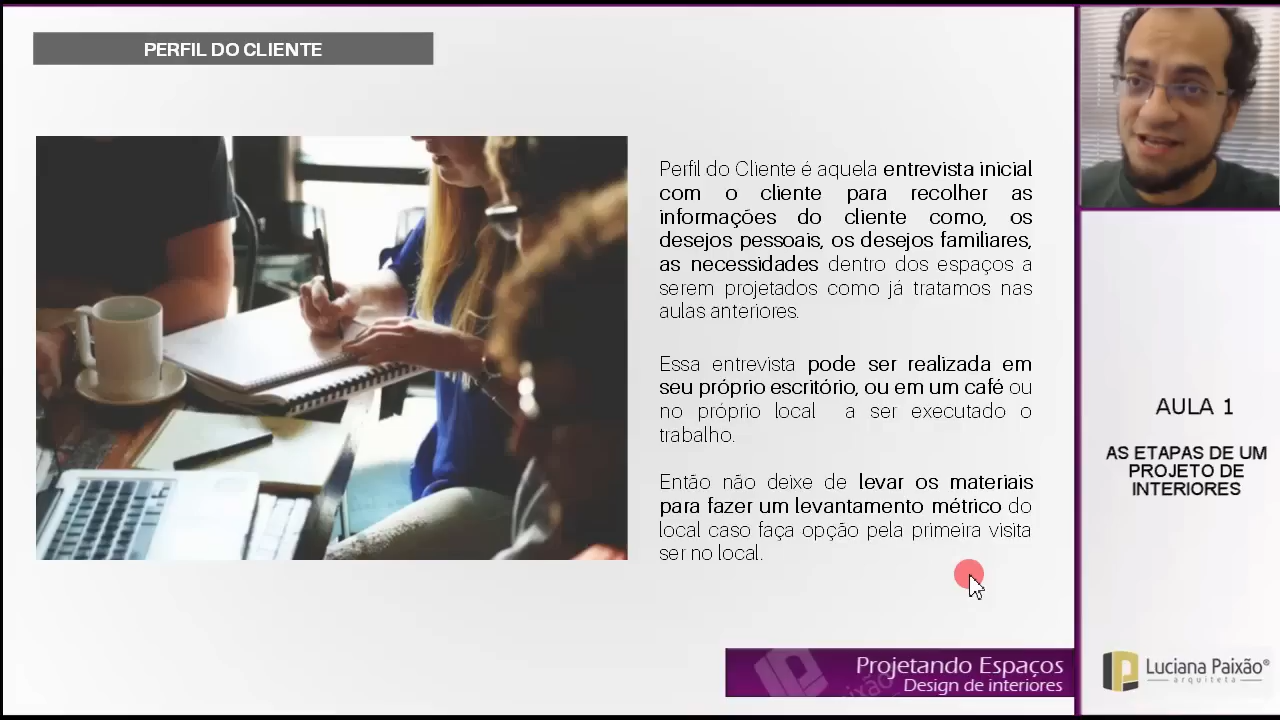 PERFIL DO CLIENTE
Perfil do Cliente é aquela entrevista inicial
com o cliente para recolher as
informações do cliente como, os
desejos pessoais, os desejos familiares,
as necessidades dentro dos espaços a
serem projetados como já tratamos nas
aulas anteriores.
Essa entrevista pode ser realizada em
seu próprio escritório, ou em um café ou
no próprio local a ser executado o
trabalho.
Então não deixe de levar os materiais
para fazer um levantamento métrico do
local caso faça opção pela primeira visita
ser no local.
Projetando Espaços
Design de interiores
AULA 1
AS ETAPAS DE UM
PROJETO DE
INTERIORES
Luciana Paixão®
arquiteta